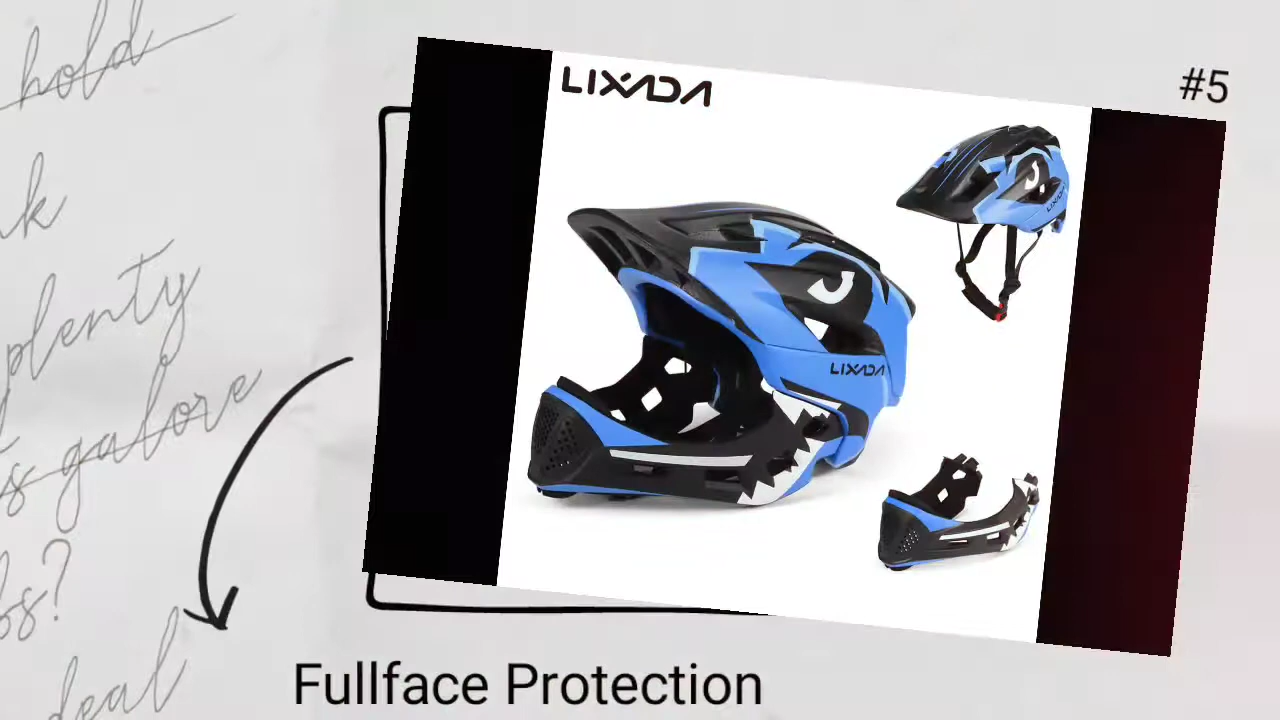 hold
LIXADA
#5
plenty
LIXADA
galore
deal
Fullface Protection